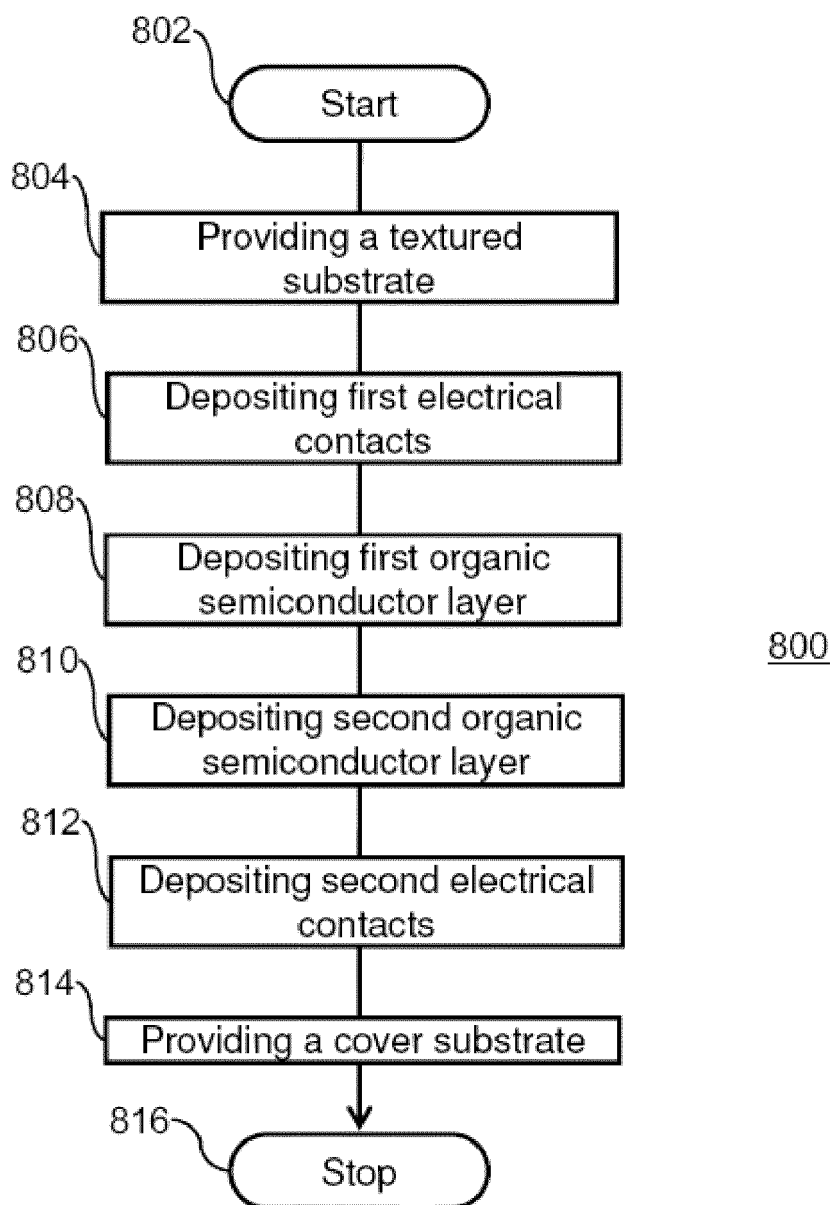 802
Start
804
Providing a textured
substrate
806
Depositing first electrical
contacts
808
Depositing first organic
semiconductor layer
800
810
Depositing second organic
semiconductor layer
812
Depositing second electrical
contacts
814
Providing a cover substrate
816
Stop